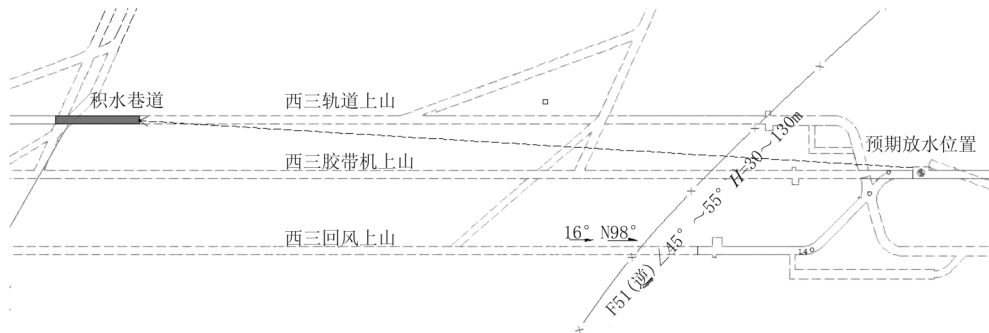 积水巷道
西三轨道上山
预期放水位置
西三胶带机上山
西三回风上山
16° N98°
F51(逆)∠45°～55° H=30～130m
14°